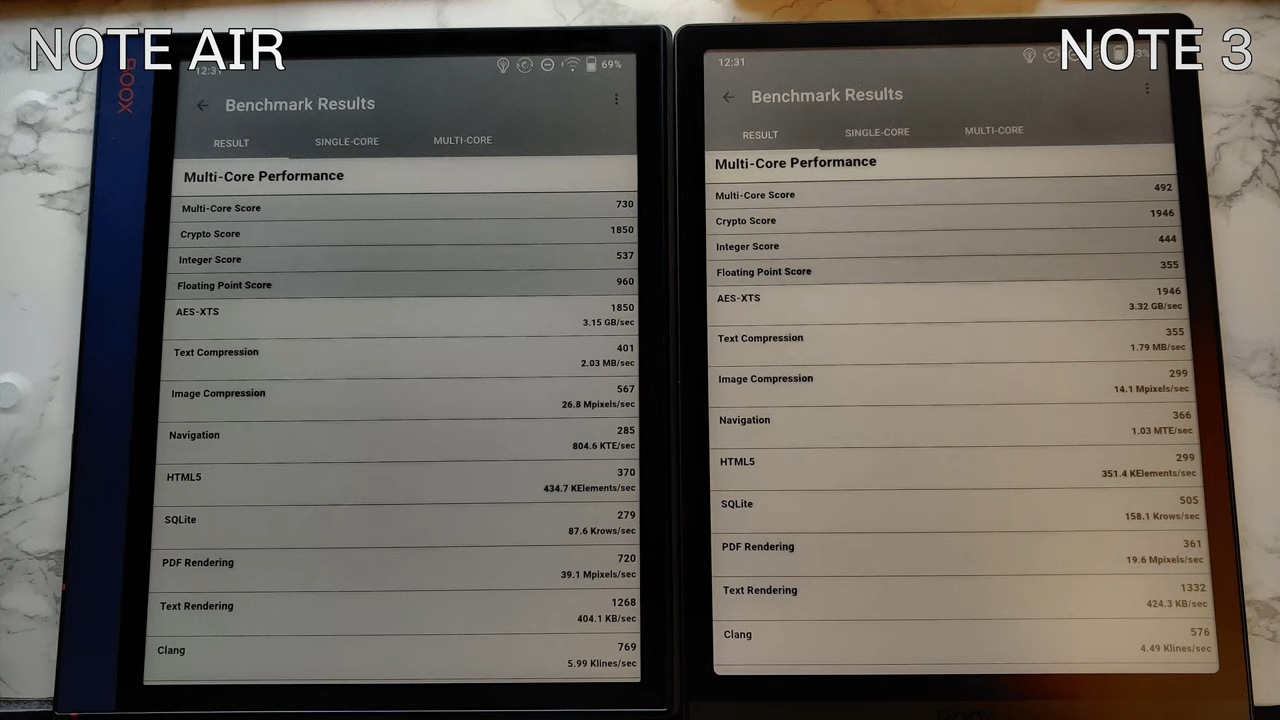 NOTE AIR
BOOX
12:31
69%
Benchmark Results
RESULT SINGLE-CORE MULTI-CORE
Multi-Core Performance
Multi-Core Score 730
Crypto Score 1850
Integer Score 537
Floating Point Score 960
AES-XTS 1850
3.15 GB/sec
Text Compression 401
2.03 MB/sec
Image Compression 567
26.8 Mpixels/sec
Navigation 285
804.6 KTE/sec
HTML5 370
434.7 KElements/sec
SQLite 279
87.6 Krows/sec
PDF Rendering 720
39.1 Mpixels/sec
Text Rendering 1268
404.1 KB/sec
Clang 769
5.99 Klines/sec
NOTE 3
12:31
Benchmark Results
RESULT SINGLE-CORE MULTI-CORE
Multi-Core Performance
Multi-Core Score 492
Crypto Score 1946
Integer Score 444
Floating Point Score 355
AES-XTS 1946
3.32 GB/sec
Text Compression 355
1.79 MB/sec
Image Compression 299
14.1 Mpixels/sec
Navigation 366
1.03 MTE/sec
HTML5 299
351.4 KElements/sec
SQLite 505
158.1 Krows/sec
PDF Rendering 361
19.6 Mpixels/sec
Text Rendering 1332
424.3 KB/sec
Clang 576
4.49 Klines/sec
BOOX